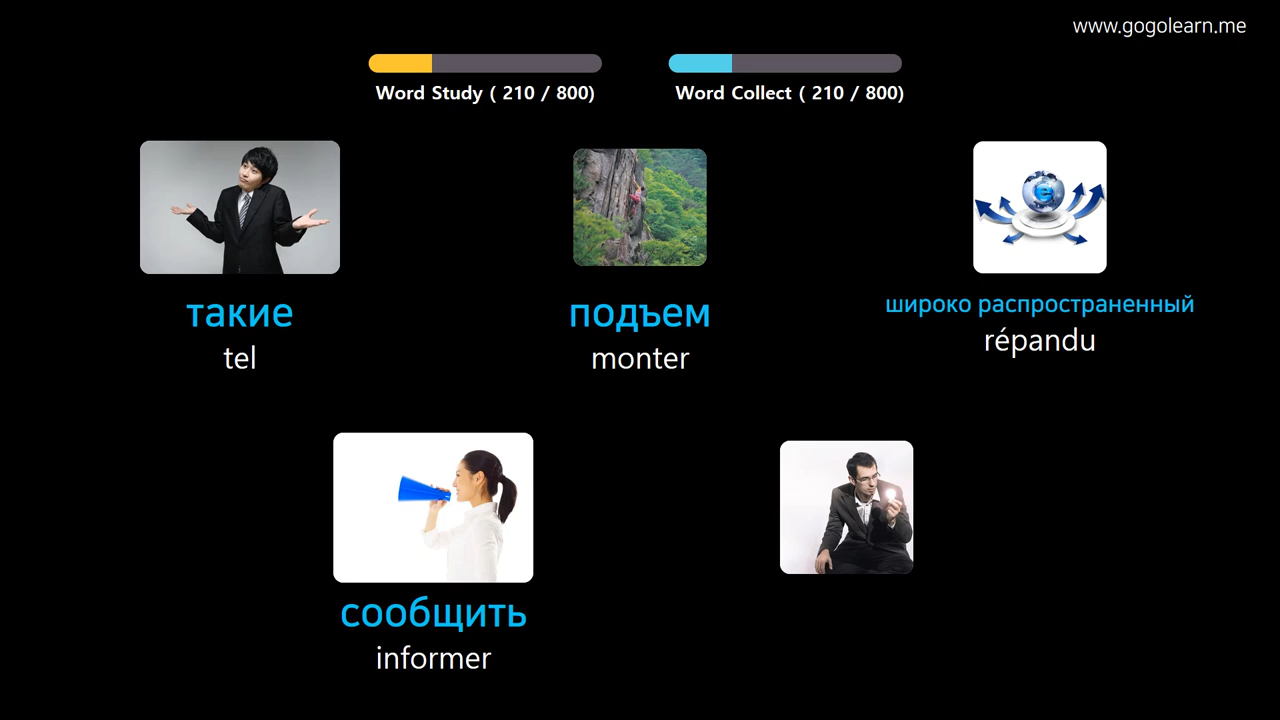 www.gogolearn.me
Word Study ( 210 / 800)
Word Collect ( 210 / 800)
такие
tel
подъем
monter
широко распространенный
répandu
сообщить
informer